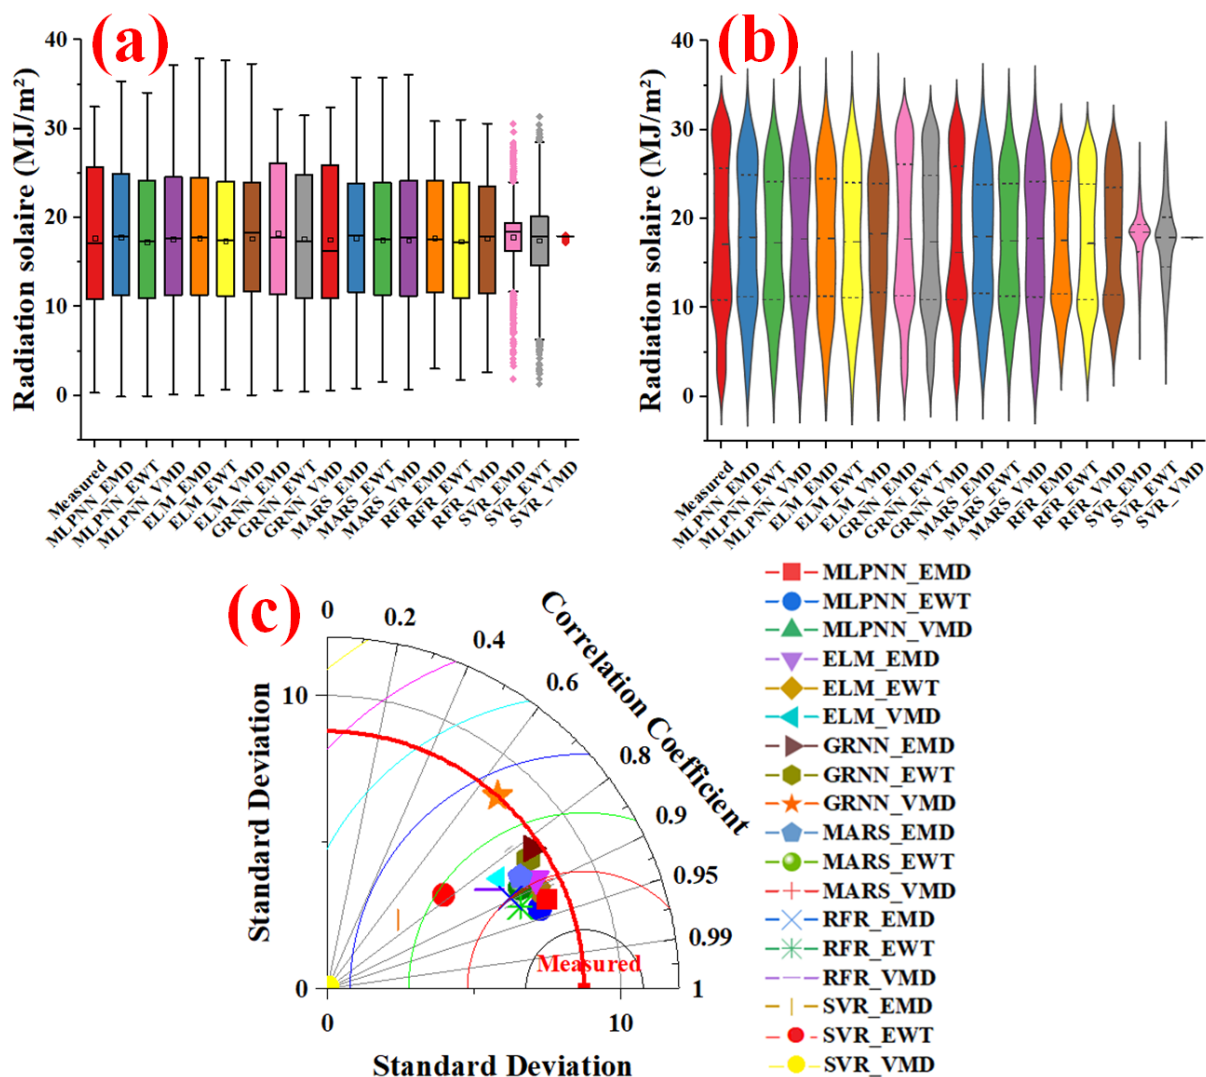 (a)
Radiation solaire (MJ/m²)
40
30
20
10
0
Measured
MLPNN_EMD
MLPNN_EWT
MLPNN_VMD
ELM_EMD
ELM_EWT
ELM_VMD
GRNN_EMD
GRNN_EWT
GRNN_VMD
MARS_EMD
MARS_EWT
MARS_VMD
RFR_EMD
RFR_EWT
RFR_VMD
SVR_EMD
SVR_EWT
SVR_VMD
(b)
Radiation solaire (MJ/m²)
40
30
20
10
0
Measured
MLPNN_EMD
MLPNN_EWT
MLPNN_VMD
ELM_EMD
ELM_EWT
ELM_VMD
GRNN_EMD
GRNN_EWT
GRNN_VMD
MARS_EMD
MARS_EWT
MARS_VMD
RFR_EMD
RFR_EWT
RFR_VMD
SVR_EMD
SVR_EWT
SVR_VMD
(c)
Standard Deviation
10
0
0
0.2
0.4
0.6
0.8
0.9
0.95
0.99
1
Correlation Coefficient
Measured
0
10
Standard Deviation
MLPNN_EMD
MLPNN_EWT
MLPNN_VMD
ELM_EMD
ELM_EWT
ELM_VMD
GRNN_EMD
GRNN_EWT
GRNN_VMD
MARS_EMD
MARS_EWT
MARS_VMD
RFR_EMD
RFR_EWT
RFR_VMD
SVR_EMD
SVR_EWT
SVR_VMD